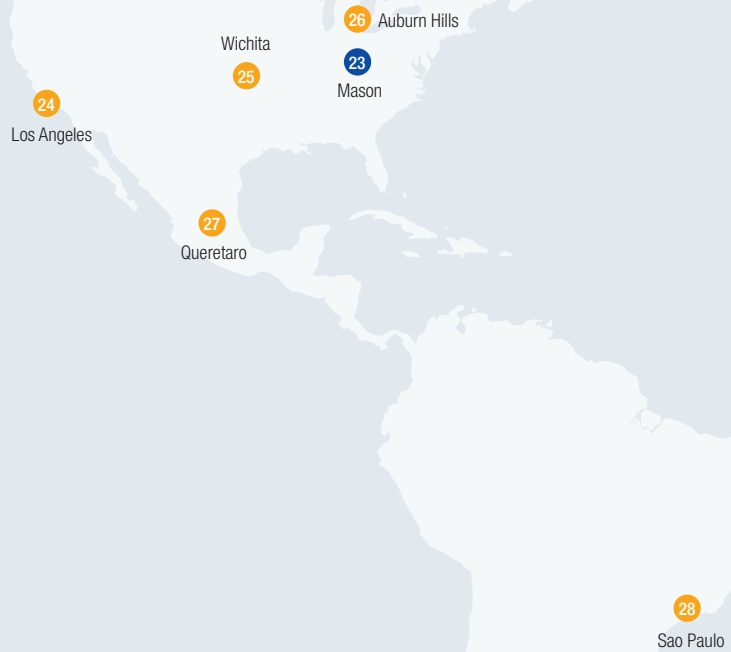 26 Auburn Hills
Wichita
23
25
Mason
24
Los Angeles
27
Queretaro
28
Sao Paulo